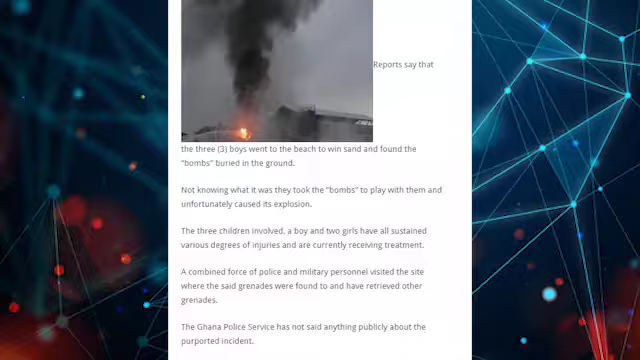 Reports say that
the three (3) boys went to the beach to win sand and found the
“bombs” buried in the ground.
Not knowing what it was they took the “bombs” to play with them and
unfortunately caused its explosion.
The three children involved, a boy and two girls have all sustained
various degrees of injuries and are currently receiving treatment.
A combined force of police and military personnel visited the site
where the said grenades were found to and have retrieved other
grenades.
The Ghana Police Service has not said anything publicly about the
purported incident.